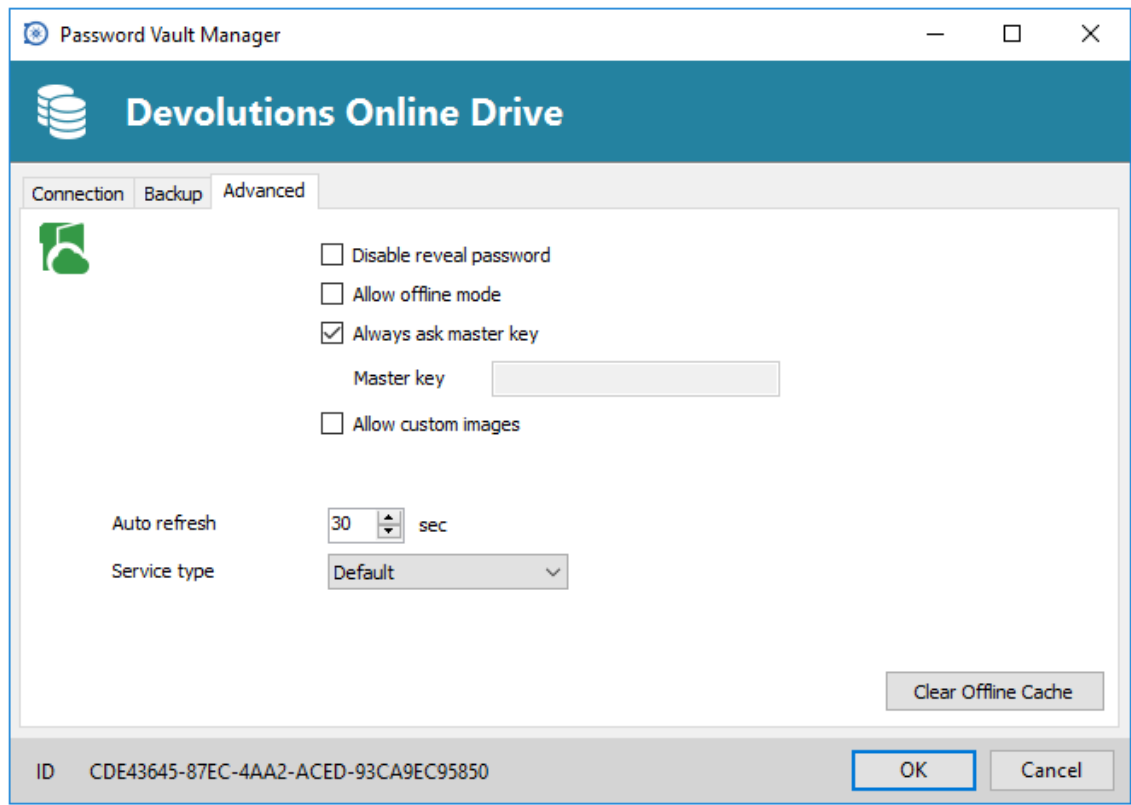 Password Vault Manager
Devolutions Online Drive
Connection Backup Advanced
Disable reveal password
Allow offline mode
Always ask master key
Master key
Allow custom images
Auto refresh 30 sec
Service type Default
Clear Offline Cache
ID CDE43645-87EC-4AA2-ACED-93CA9EC95850 OK Cancel